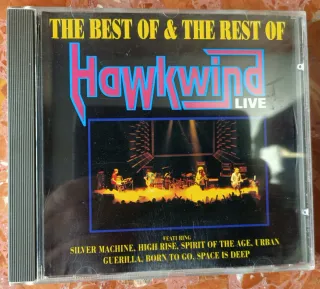 THE BEST OF & THE REST OF
Hawkwind
LIVE
FEATURING
SILVER MACHINE, HIGH RISE, SPIRIT OF THE AGE, URBAN
GUERILLA, BORN TO GO, SPACE IS DEEP